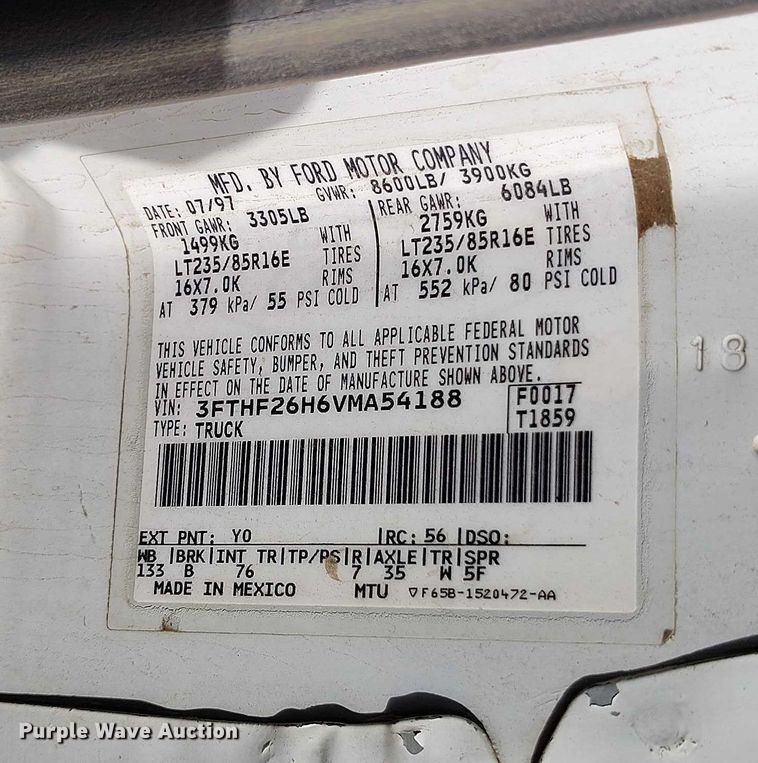 MFD. BY FORD MOTOR COMPANY
DATE: 07/97 GVWR: 8600LB/ 3900KG
FRONT GAWR: 3305LB REAR GAWR: 6084LB
1499KG WITH 2759KG WITH
LT235/85R16E TIRES LT235/85R16E TIRES
16X7.0K RIMS 16X7.0K RIMS
AT 379 kPa/ 55 PSI COLD AT 552 kPa/ 80 PSI COLD
THIS VEHICLE CONFORMS TO ALL APPLICABLE FEDERAL MOTOR
VEHICLE SAFETY, BUMPER, AND THEFT PREVENTION STANDARDS
IN EFFECT ON THE DATE OF MANUFACTURE SHOWN ABOVE.
VIN: 3FTHF26H6VMA54188 F0017
TYPE: TRUCK T1859
EXT PNT: YO RC: 56 DSO:
WB BRK INT TR TP/PS R AXLE TR SPR
133 B 76 7 35 W 5F
MADE IN MEXICO MTU F65B-1520472-AA
18
Purple Wave Auction